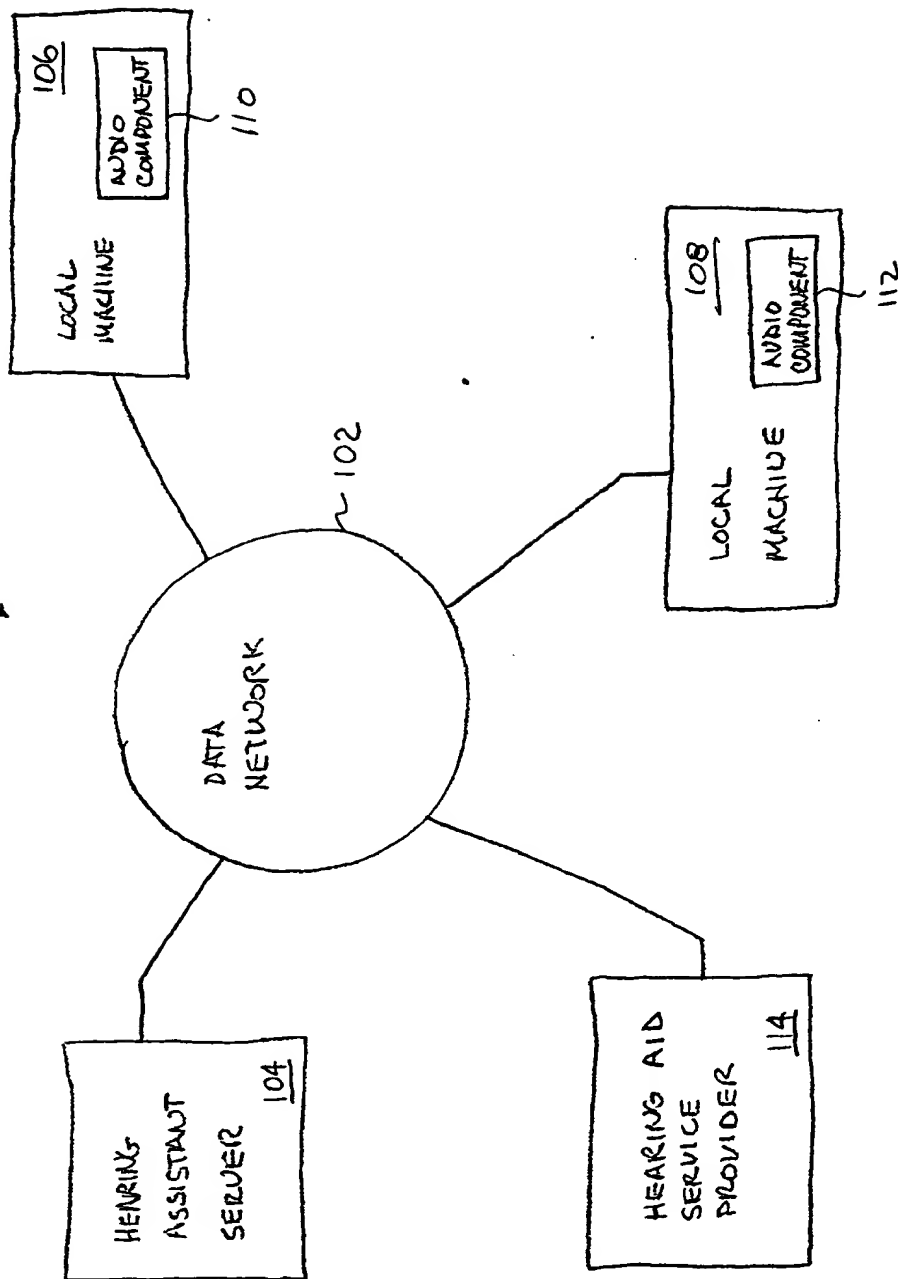 HEARING
ASSISTANT
SERVER
104
HEARING AID
SERVICE
PROVIDER
114
DATA
NETWORK
102
LOCAL
MACHINE
106
AUDIO
COMPONENT
110
LOCAL
MACHINE
108
AUDIO
COMPONENT
112